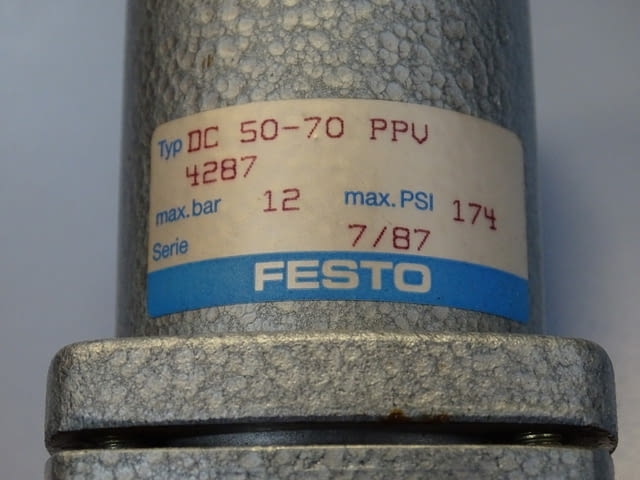 Typ DC 50-70 PPV
4287
max.bar 12 max.PSI 174
Serie 7/87
FESTO